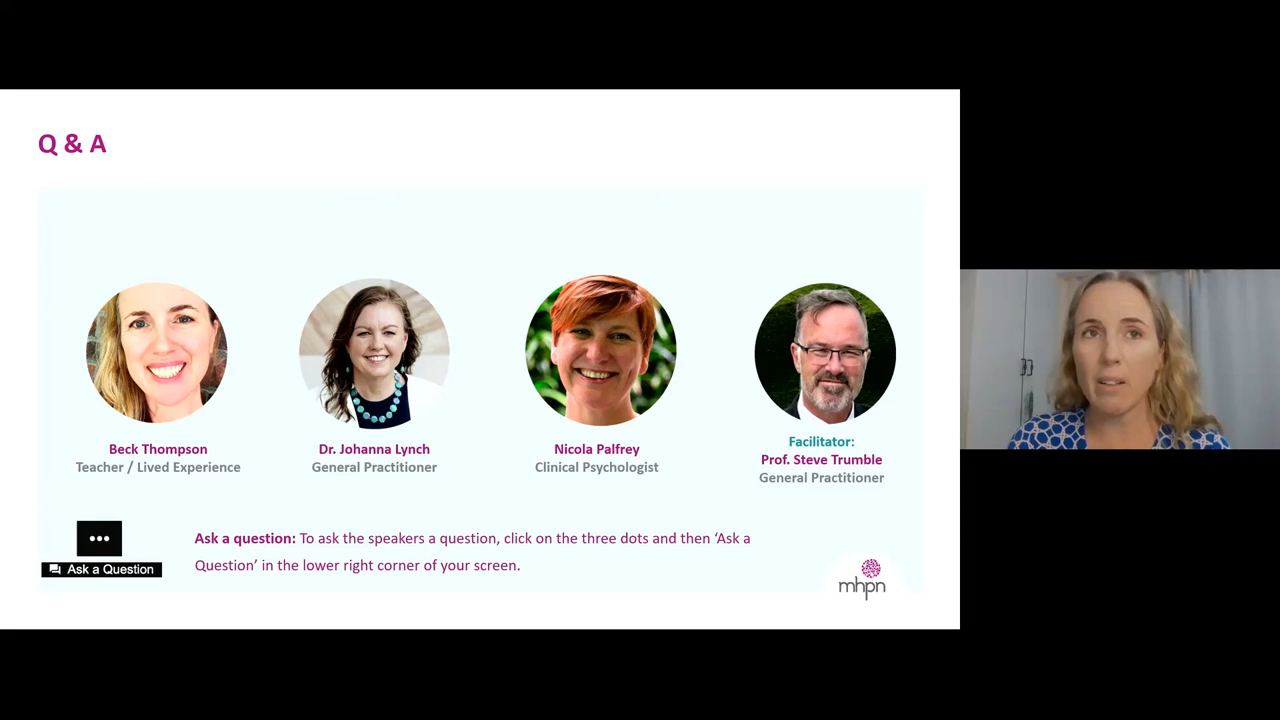 Q & A
Beck Thompson
Teacher / Lived Experience
Dr. Johanna Lynch
General Practitioner
Nicola Palfrey
Clinical Psychologist
Facilitator:
Prof. Steve Trumble
General Practitioner
Ask a Question
Ask a question: To ask the speakers a question, click on the three dots and then ‘Ask a
Question’ in the lower right corner of your screen.
mhpn